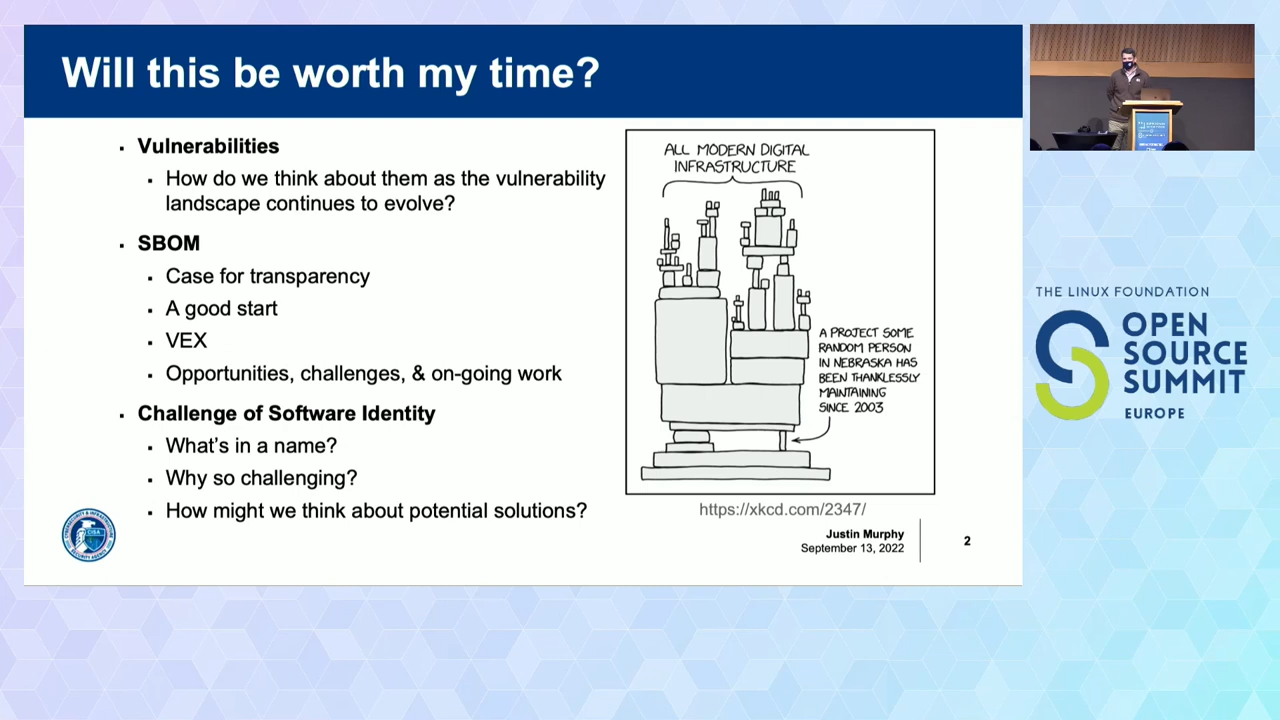 Will this be worth my time?
▪ Vulnerabilities
▪ How do we think about them as the vulnerability
landscape continues to evolve?
▪ SBOM
▪ Case for transparency
▪ A good start
▪ VEX
▪ Opportunities, challenges, & on-going work
▪ Challenge of Software Identity
▪ What's in a name?
▪ Why so challenging?
▪ How might we think about potential solutions?
ALL MODERN DIGITAL
INFRASTRUCTURE
A PROJECT SOME
RANDOM PERSON
IN NEBRASKA HAS
BEEN THANKLESSLY
MAINTAINING
SINCE 2003
https://xkcd.com/2347/
CISA
Justin Murphy
September 13, 2022
2
THE LINUX FOUNDATION
OPEN
SOURCE
SUMMIT
EUROPE